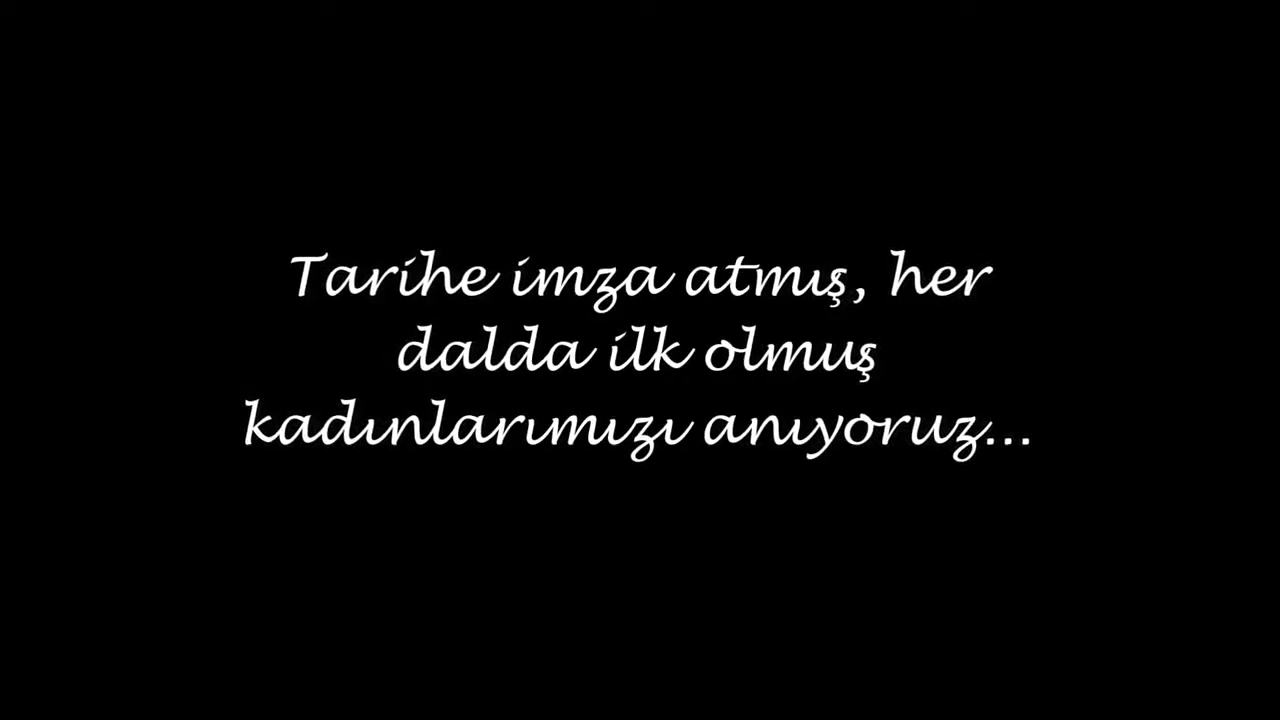 Tarihe imza atmış, her
dalda ilk olmuş
kadınlarımızı anıyoruz...